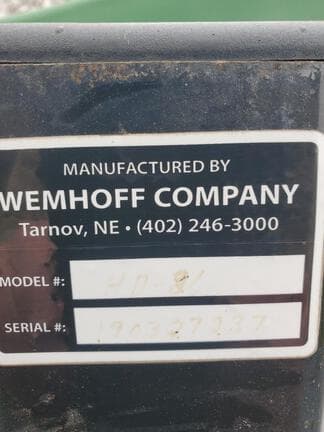 MANUFACTURED BY
WEMHOFF COMPANY
Tarnov, NE • (402) 246-3000
MODEL #:
SERIAL #: